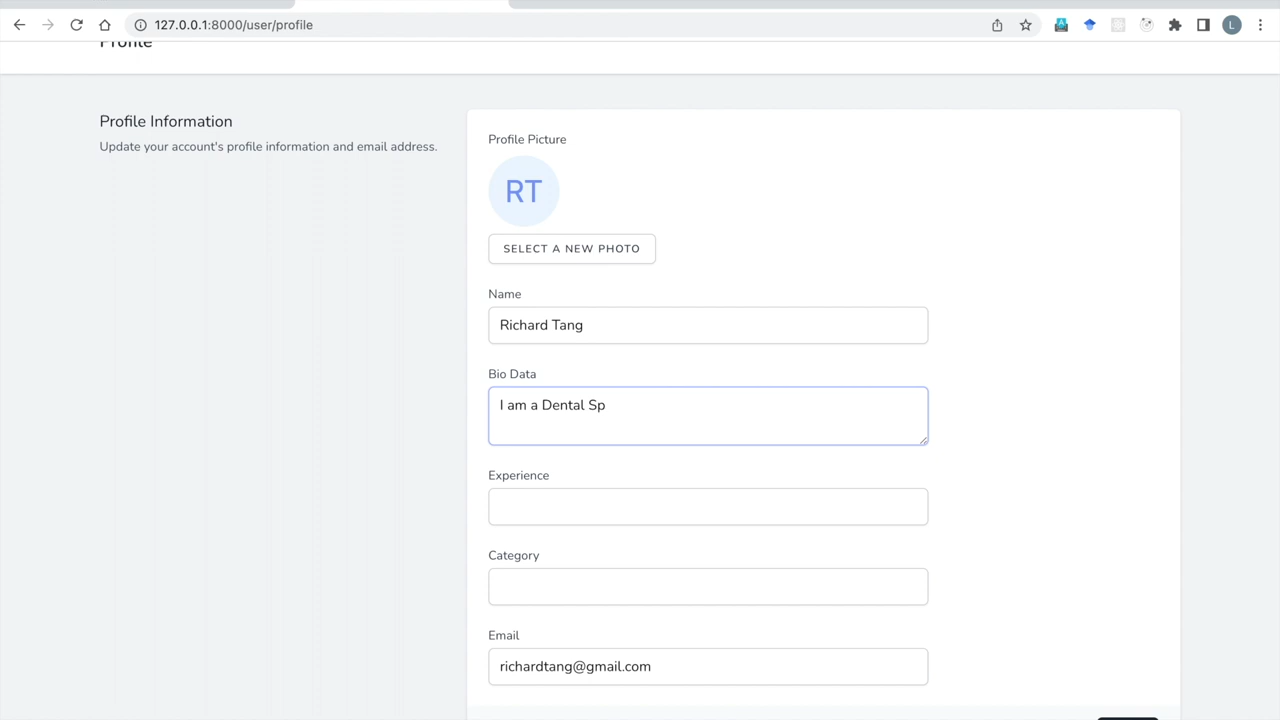 127.0.0.1:8000/user/profile
L
Profile
Profile Information
Update your account's profile information and email address.
Profile Picture
RT
SELECT A NEW PHOTO
Name
Richard Tang
Bio Data
I am a Dental Sp
Experience
Category
Email
richardtang@gmail.com